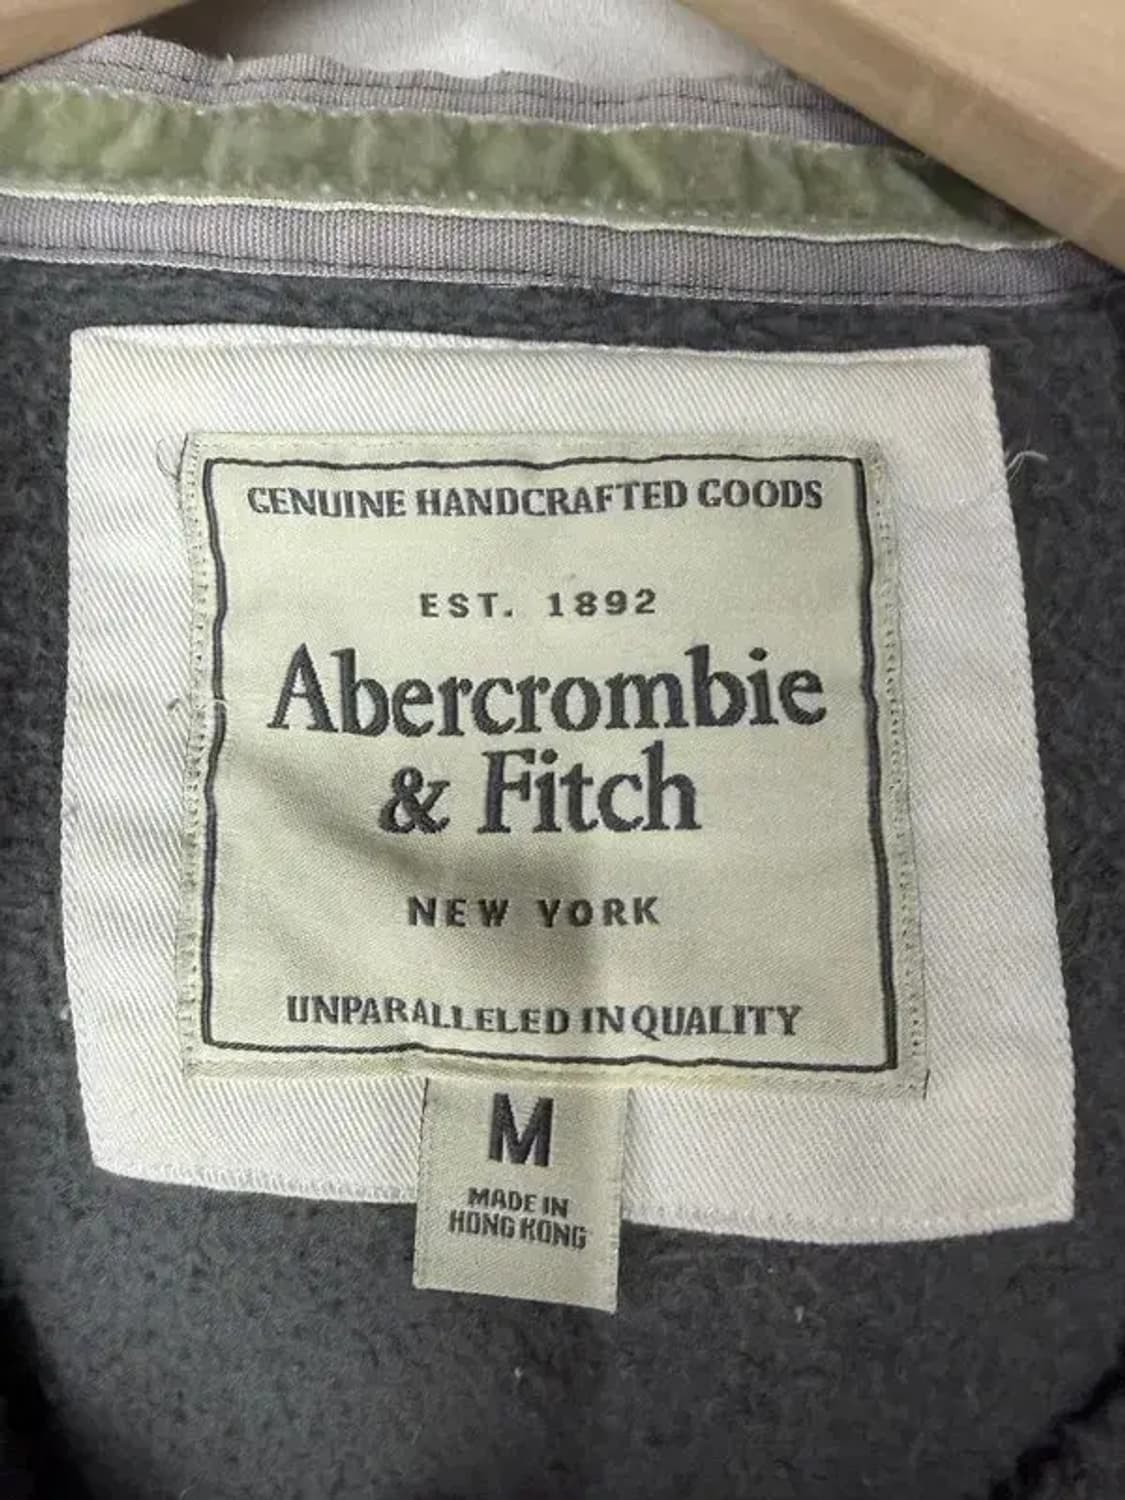 GENUINE HANDCRAFTED GOODS
EST. 1892
Abercrombie
& Fitch
NEW YORK
UNPARALLELED IN QUALITY
M
MADE IN
HONG KONG